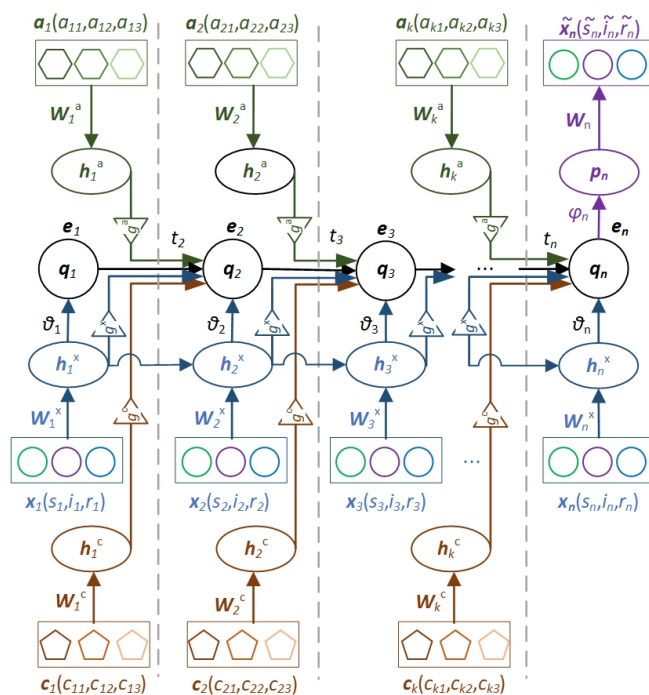 a₁(a₁₁,a₁₂,a₁₃) a₂(a₂₁,a₂₂,a₂₃) aₖ(aₖ₁,aₖ₂,aₖ₃) x̃ₙ(s̃ₙ,ĩₙ,r̃ₙ)
W₁ᵃ W₂ᵃ Wₖᵃ Wₙ
h₁ᵃ h₂ᵃ hₖᵃ pₙ
gᵃ gᵃ gᵃ φₙ
e₁ t₂ e₂ t₃ e₃ tₙ eₙ
q₁ q₂ q₃ ... qₙ
ϑ₁ gˣ ϑ₂ gˣ ϑ₃ gˣ gˣ ϑₙ
h₁ˣ h₂ˣ h₃ˣ hₙˣ
W₁ˣ gᶜ W₂ˣ gᶜ W₃ˣ gᶜ Wₙˣ
...
x₁(s₁,i₁,r₁) x₂(s₂,i₂,r₂) x₃(s₃,i₃,r₃) xₙ(sₙ,iₙ,rₙ)
h₁ᶜ h₂ᶜ hₖᶜ
W₁ᶜ W₂ᶜ Wₖᶜ
c₁(c₁₁,c₁₂,c₁₃) c₂(c₂₁,c₂₂,c₂₃) cₖ(cₖ₁,cₖ₂,cₖ₃)